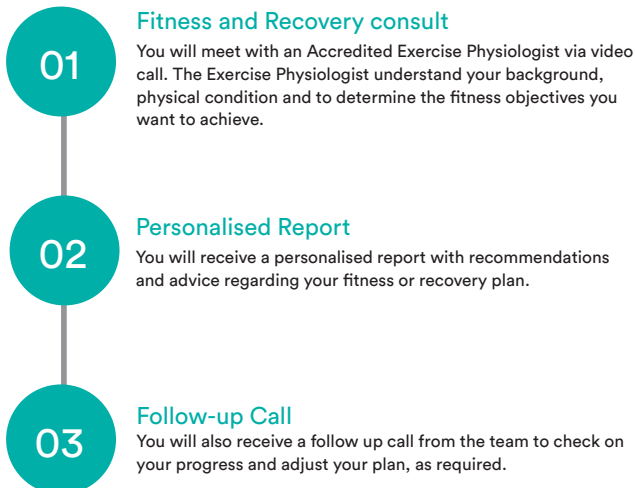 01
Fitness and Recovery consult
You will meet with an Accredited Exercise Physiologist via video
call. The Exercise Physiologist understand your background,
physical condition and to determine the fitness objectives you
want to achieve.
02
Personalised Report
You will receive a personalised report with recommendations
and advice regarding your fitness or recovery plan.
03
Follow-up Call
You will also receive a follow up call from the team to check on
your progress and adjust your plan, as required.